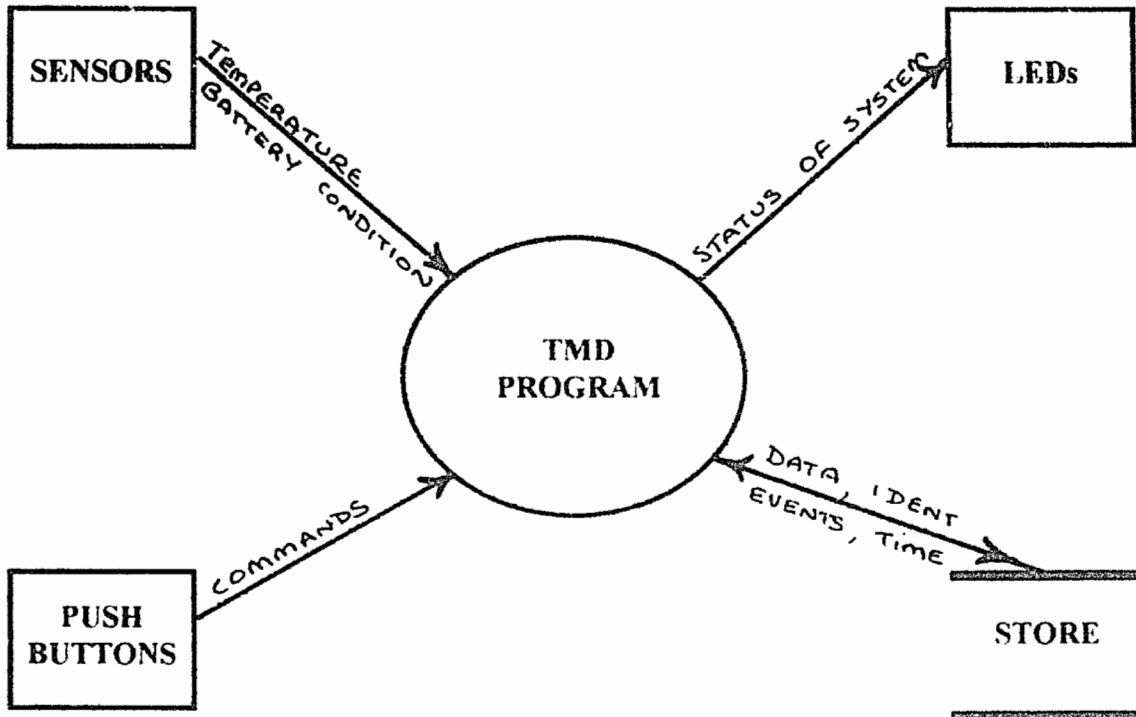 SENSORS
TEMPERATURE
BATTERY CONDITION
STATUS OF SYSTEM
LEDs
TMD
PROGRAM
COMMANDS
PUSH
BUTTONS
DATA, IDENT
EVENTS, TIME
STORE